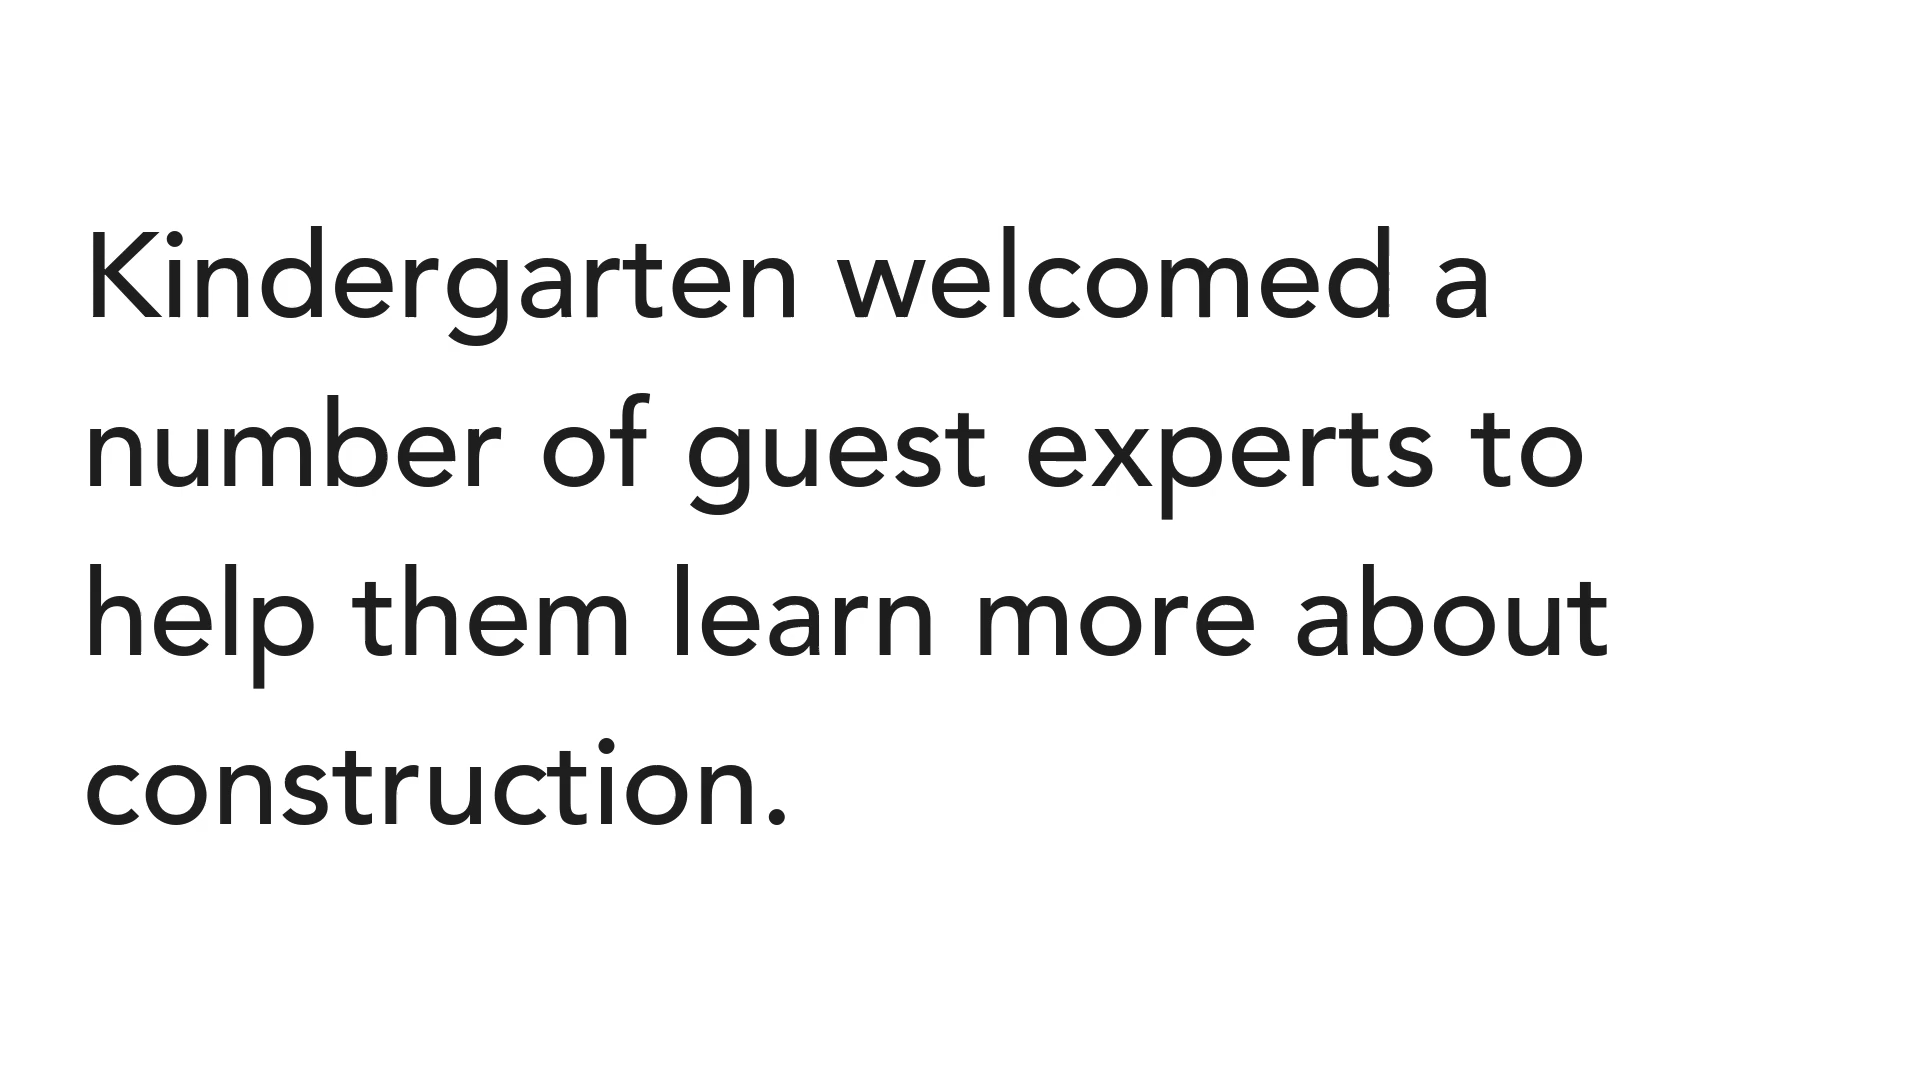 Kindergarten welcomed a
number of guest experts to
help them learn more about
construction.